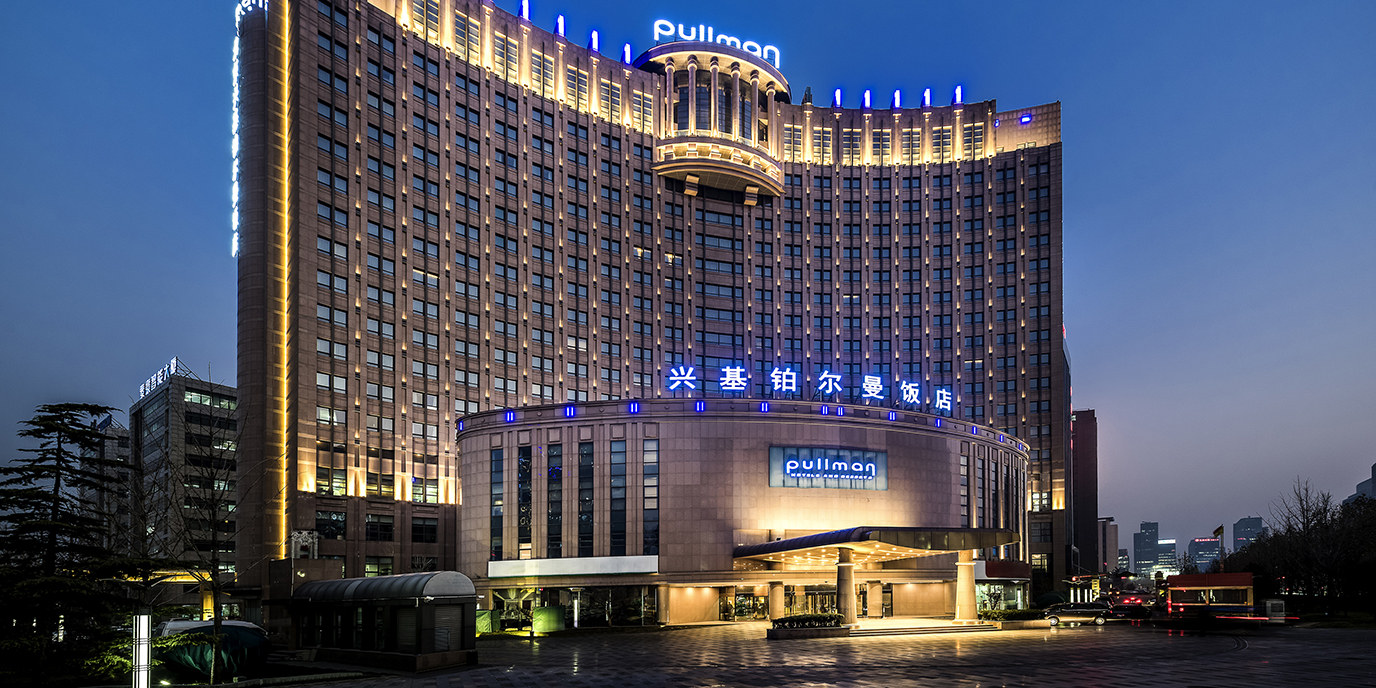 pullman
兴基铂尔曼饭店
pullman
HOTELS AND RESORTS